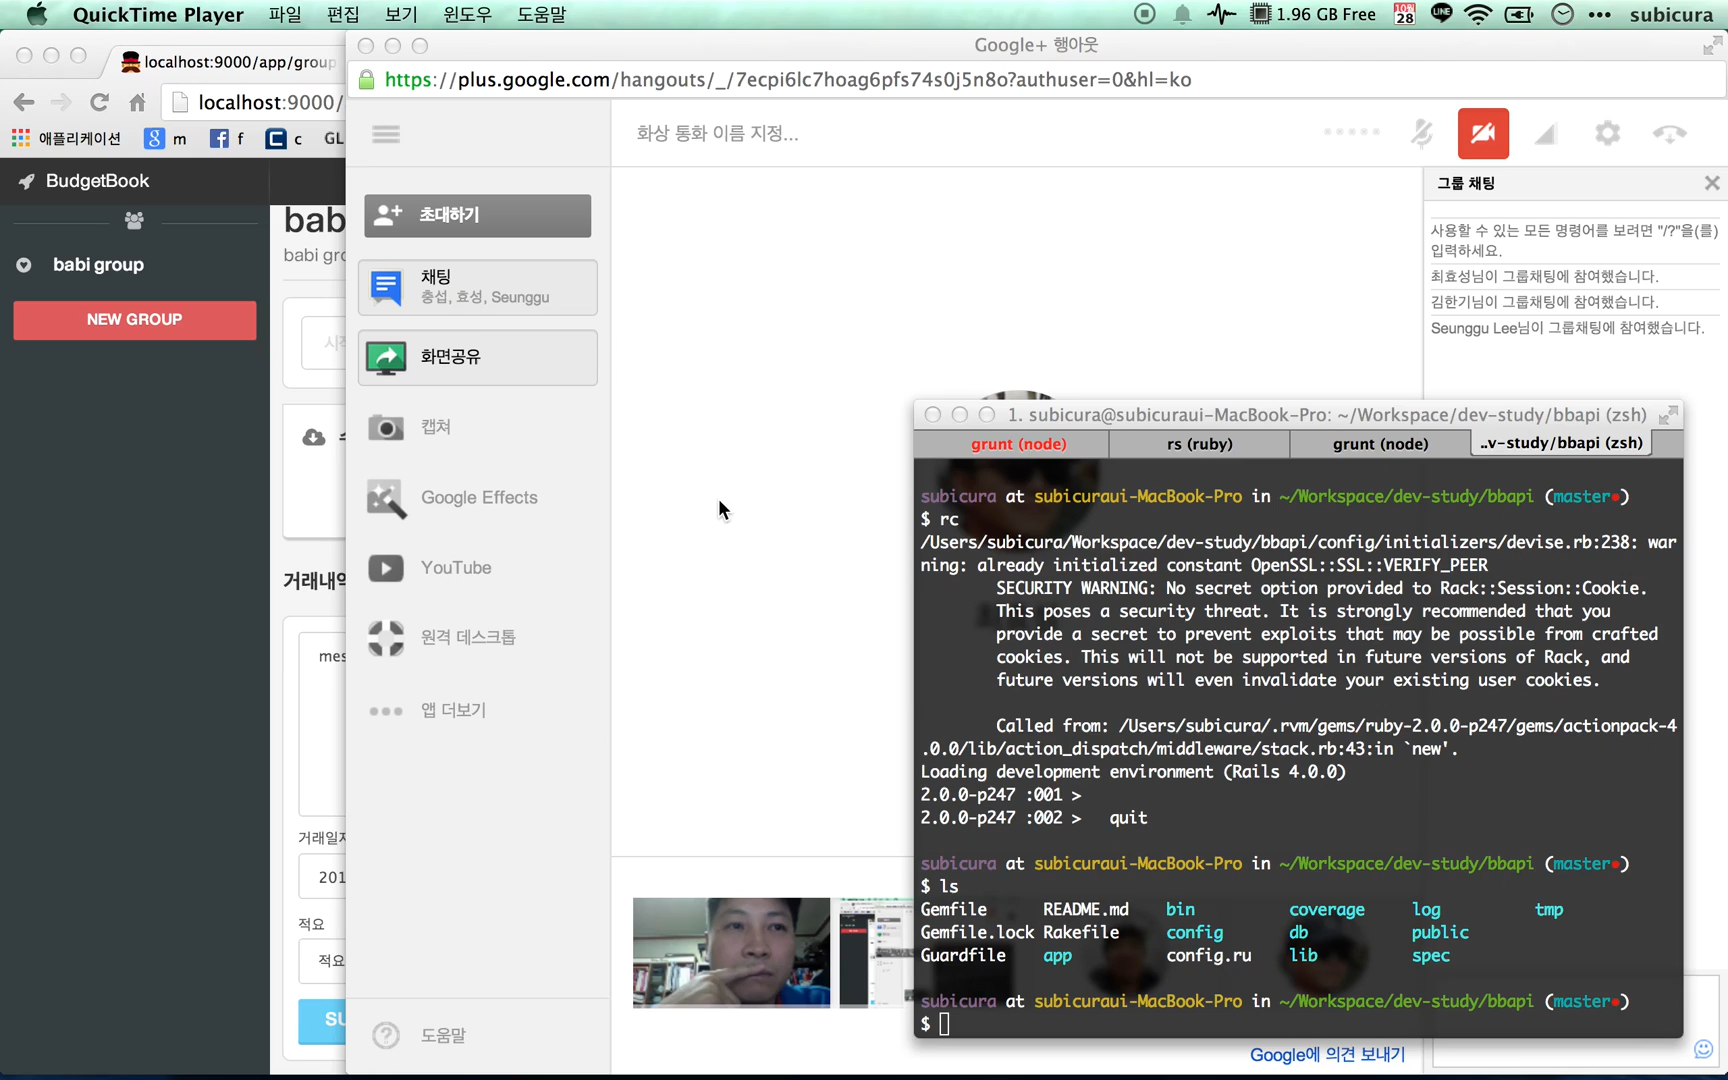 QuickTime Player 파일 편집 보기 윈도우 도움말 1.96 GB Free 10월 28 LINE subicura
localhost:9000/app/group
Google+ 행아웃
localhost:9000/
https://plus.google.com/hangouts/_/7ecpi6lc7hoag6pfs74s0j5n8o?authuser=0&hl=ko
애플리케이션 8 m f f C c GL
화상 통화 이름 지정...
BudgetBook
babi group
NEW GROUP
bab
babi gro
시작
거래내역
mes
거래일자
201
적요
적요
SU
초대하기
채팅
충섭, 효성, Seunggu
화면공유
캡쳐
Google Effects
YouTube
원격 데스크톱
앱 더보기
도움말
그룹 채팅
사용할 수 있는 모든 명령어를 보려면 "/?"을(를)
입력하세요.
최효성님이 그룹채팅에 참여했습니다.
김한기님이 그룹채팅에 참여했습니다.
Seunggu Lee님이 그룹채팅에 참여했습니다.
1. subicura@subicuraui-MacBook-Pro: ~/Workspace/dev-study/bbapi (zsh)
grunt (node) rs (ruby) grunt (node) ..v-study/bbapi (zsh)
subicura at subicuraui-MacBook-Pro in ~/Workspace/dev-study/bbapi (master•)
$ rc
/Users/subicura/Workspace/dev-study/bbapi/config/initializers/devise.rb:238: war
ning: already initialized constant OpenSSL::SSL::VERIFY_PEER
SECURITY WARNING: No secret option provided to Rack::Session::Cookie.
This poses a security threat. It is strongly recommended that you
provide a secret to prevent exploits that may be possible from crafted
cookies. This will not be supported in future versions of Rack, and
future versions will even invalidate your existing user cookies.
Called from: /Users/subicura/.rvm/gems/ruby-2.0.0-p247/gems/actionpack-4
.0.0/lib/action_dispatch/middleware/stack.rb:43:in `new'.
Loading development environment (Rails 4.0.0)
2.0.0-p247 :001 >
2.0.0-p247 :002 > quit
subicura at subicuraui-MacBook-Pro in ~/Workspace/dev-study/bbapi (master•)
$ ls
Gemfile README.md bin coverage log tmp
Gemfile.lock Rakefile config db public
Guardfile app config.ru lib spec
subicura at subicuraui-MacBook-Pro in ~/Workspace/dev-study/bbapi (master•)
$
Google에 의견 보내기